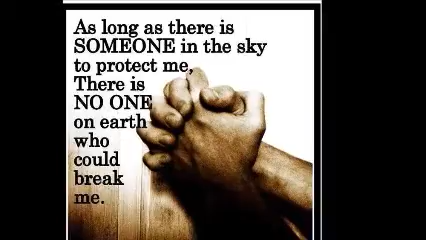 As long as there is
SOMEONE in the sky
to protect me,
There is
NO ONE
on earth
who
could
break
me.